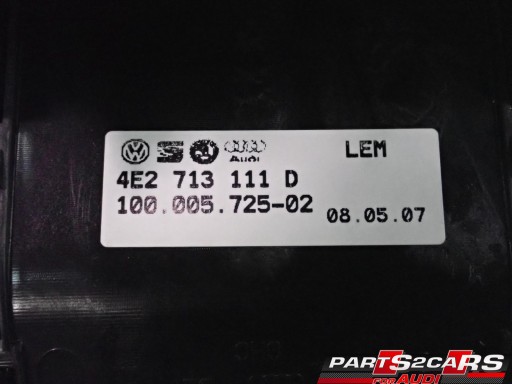 AUDI
LEM
4E2 713 111 D
100.005.725-02
08.05.07
PARTS2CARS
FOR AUDI